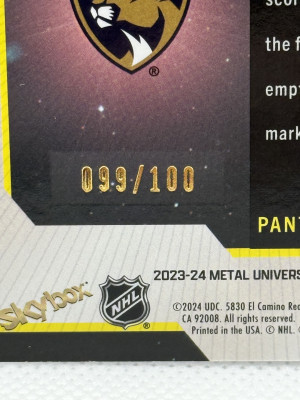 scor
the f
empt
mark
®
099/100
PANT
2023-24 METAL UNIVERS
©2024 UDC. 5830 El Camino Rea
CA 92008. All rights reserved.
Printed in the USA. © NHL.
SKYBOX
NHL
®